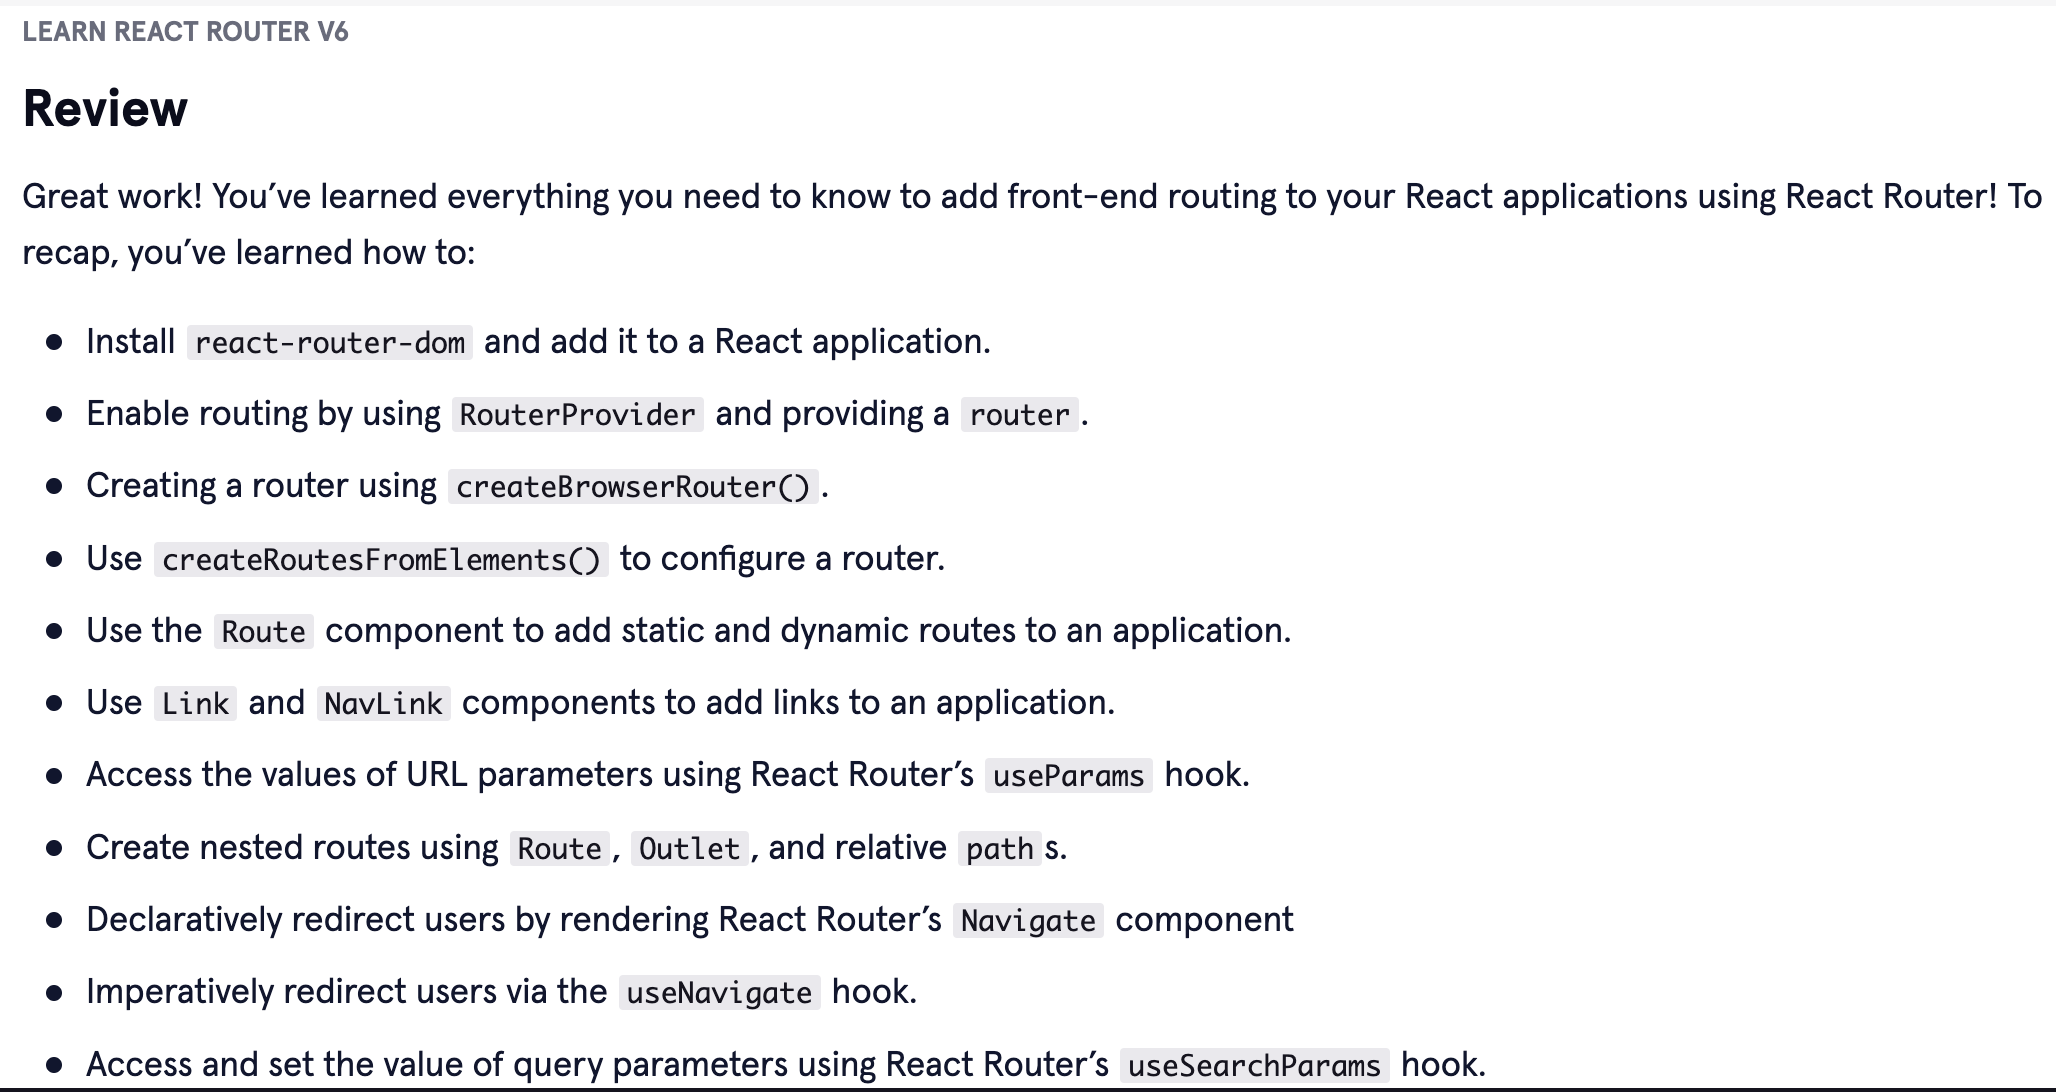 LEARN REACT ROUTER V6
Review
Great work! You’ve learned everything you need to know to add front-end routing to your React applications using React Router! To
recap, you’ve learned how to:
• Install react-router-dom and add it to a React application.
• Enable routing by using RouterProvider and providing a router.
• Creating a router using createBrowserRouter().
• Use createRoutesFromElements() to configure a router.
• Use the Route component to add static and dynamic routes to an application.
• Use Link and NavLink components to add links to an application.
• Access the values of URL parameters using React Router’s useParams hook.
• Create nested routes using Route, Outlet, and relative paths.
• Declaratively redirect users by rendering React Router’s Navigate component
• Imperatively redirect users via the useNavigate hook.
• Access and set the value of query parameters using React Router’s useSearchParams hook.